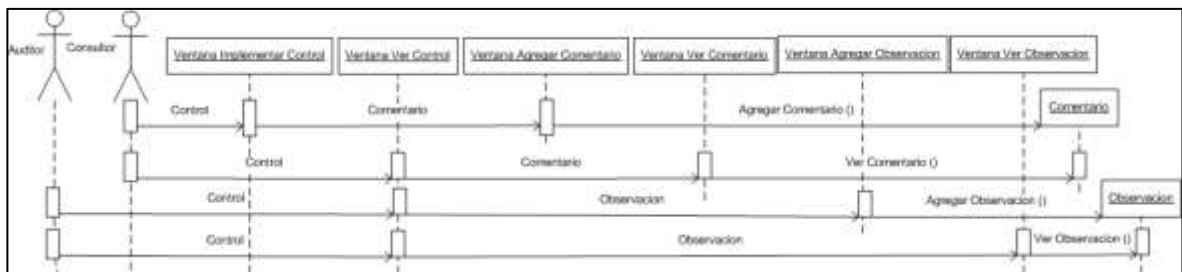 Auditor
Consultor
Ventana Implementar Control
Ventana Ver Control
Ventana Agregar Comentario
Ventana Ver Comentario
Ventana Agregar Observacion
Ventana Ver Observacion
Control
Comentario
Agregar Comentario ()
Comentario
Control
Comentario
Ver Comentario ()
Control
Observacion
Agregar Observacion ()
Observacion
Control
Observacion
Ver Observacion ()